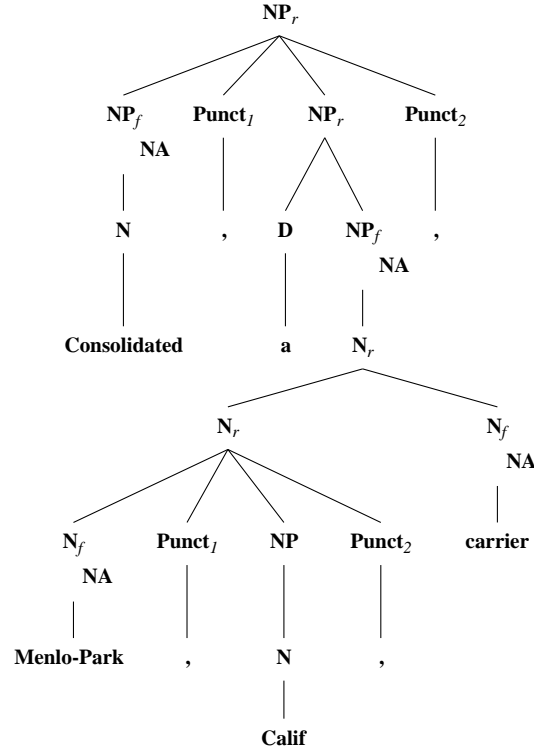 NP_r
NP_f Punct_1 NP_r Punct_2
NA
N , D NP_f ,
NA
Consolidated a N_r
N_r N_f
NA
N_f Punct_1 NP Punct_2 carrier
NA
Menlo-Park , N ,
Calif